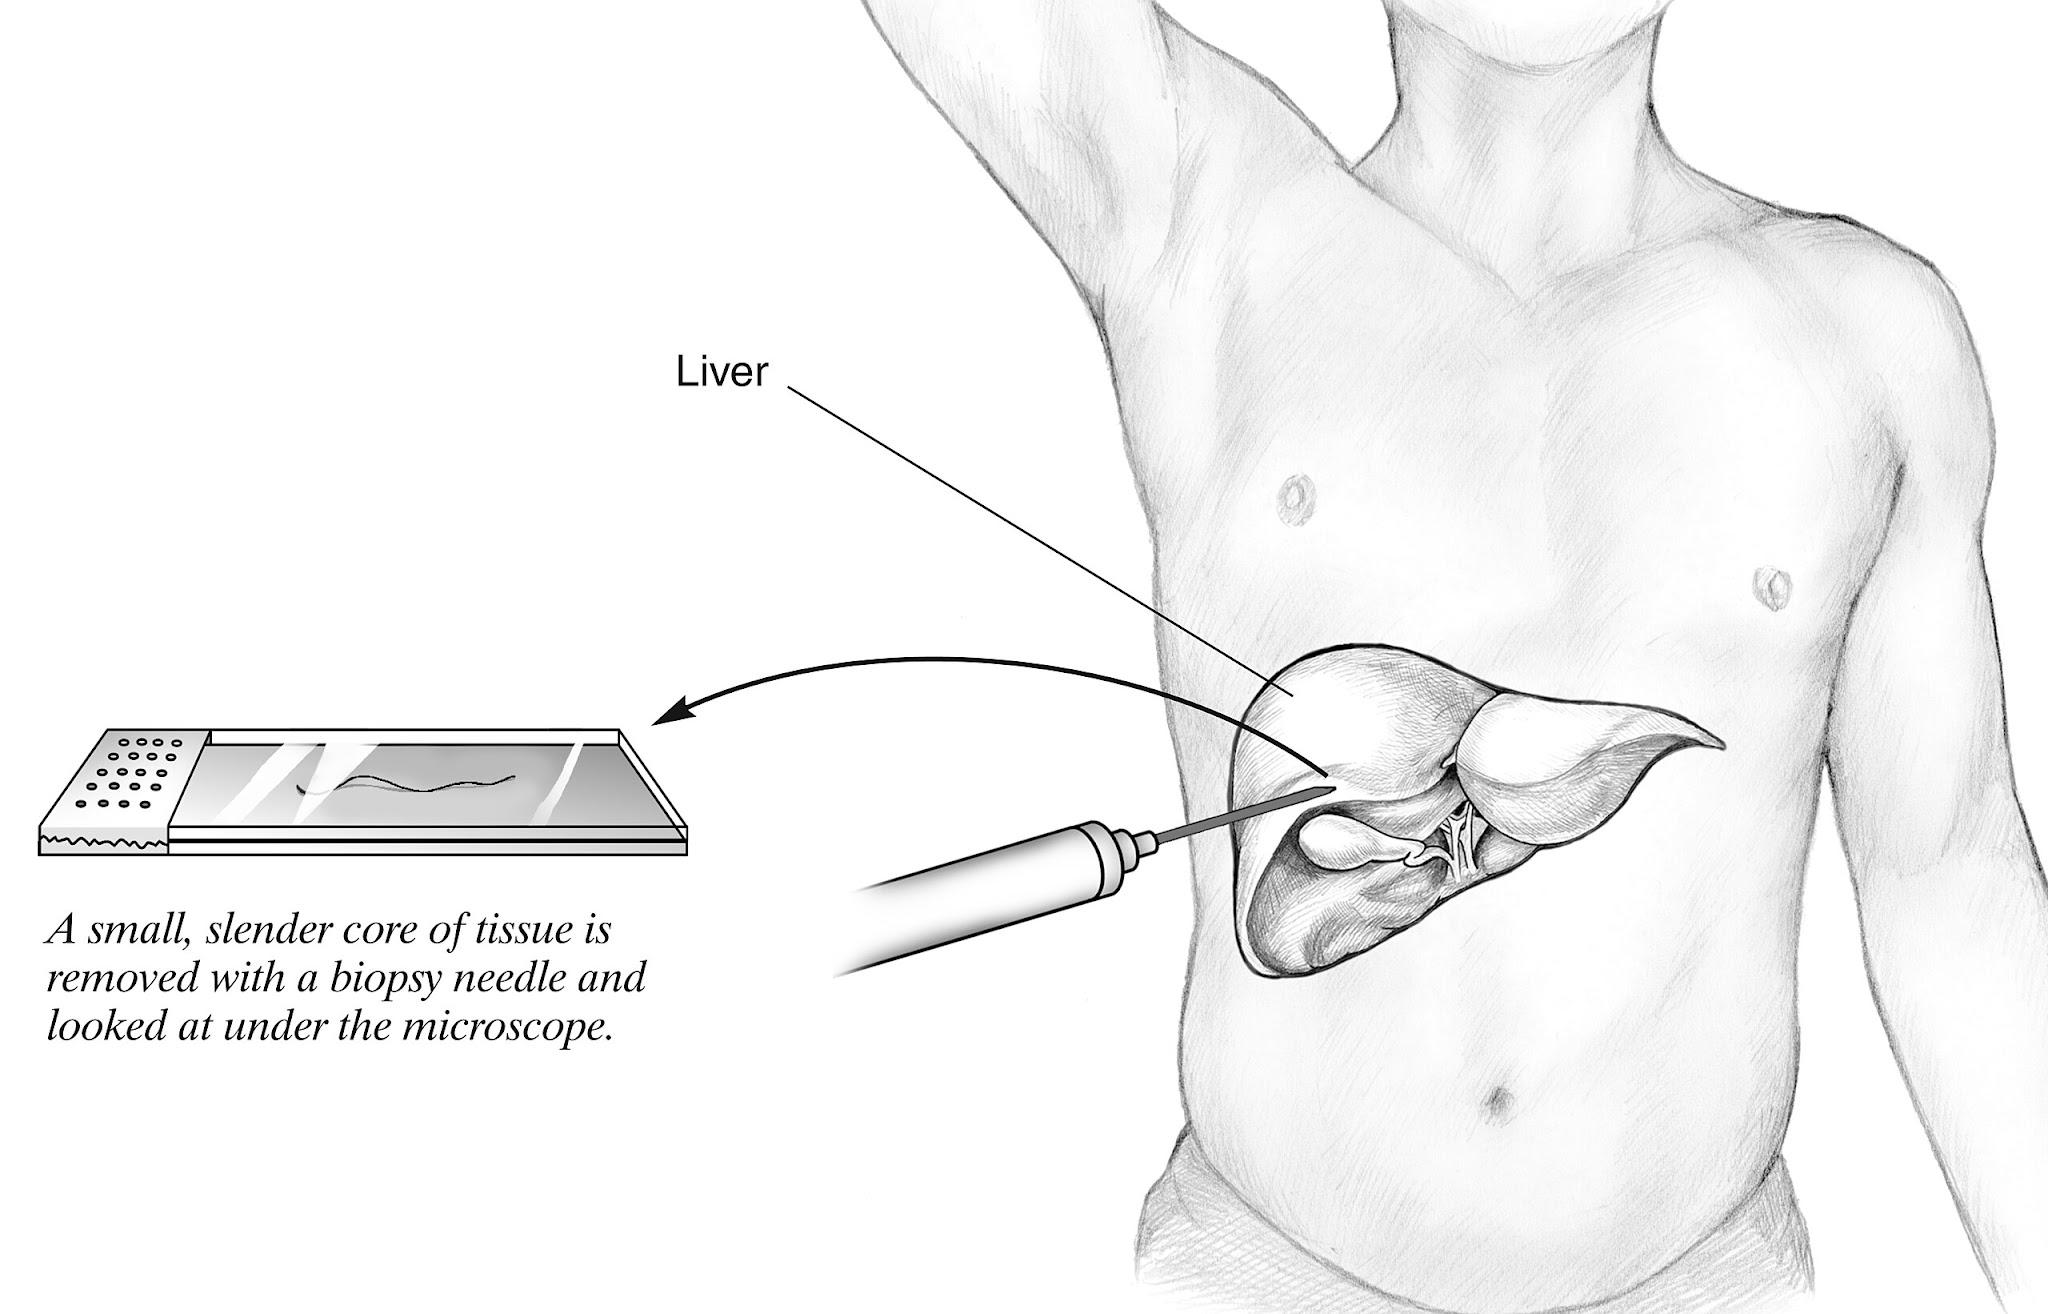 Liver
A small, slender core of tissue is
removed with a biopsy needle and
looked at under the microscope.